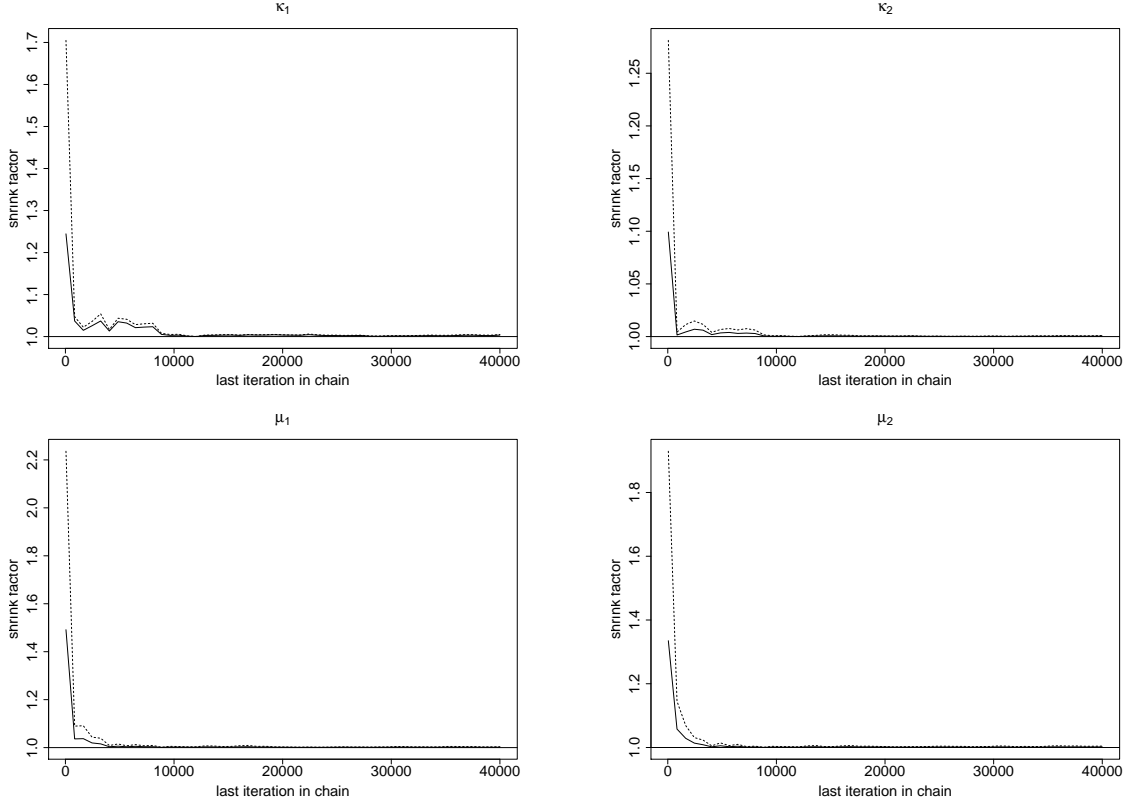 κ1
1.7
1.6
1.5
1.4
1.3
1.2
1.1
1.0
shrink factor
0 10000 20000 30000 40000
last iteration in chain
κ2
1.25
1.20
1.15
1.10
1.05
1.00
shrink factor
0 10000 20000 30000 40000
last iteration in chain
μ1
2.2
2.0
1.8
1.6
1.4
1.2
1.0
shrink factor
0 10000 20000 30000 40000
last iteration in chain
μ2
1.8
1.6
1.4
1.2
1.0
shrink factor
0 10000 20000 30000 40000
last iteration in chain